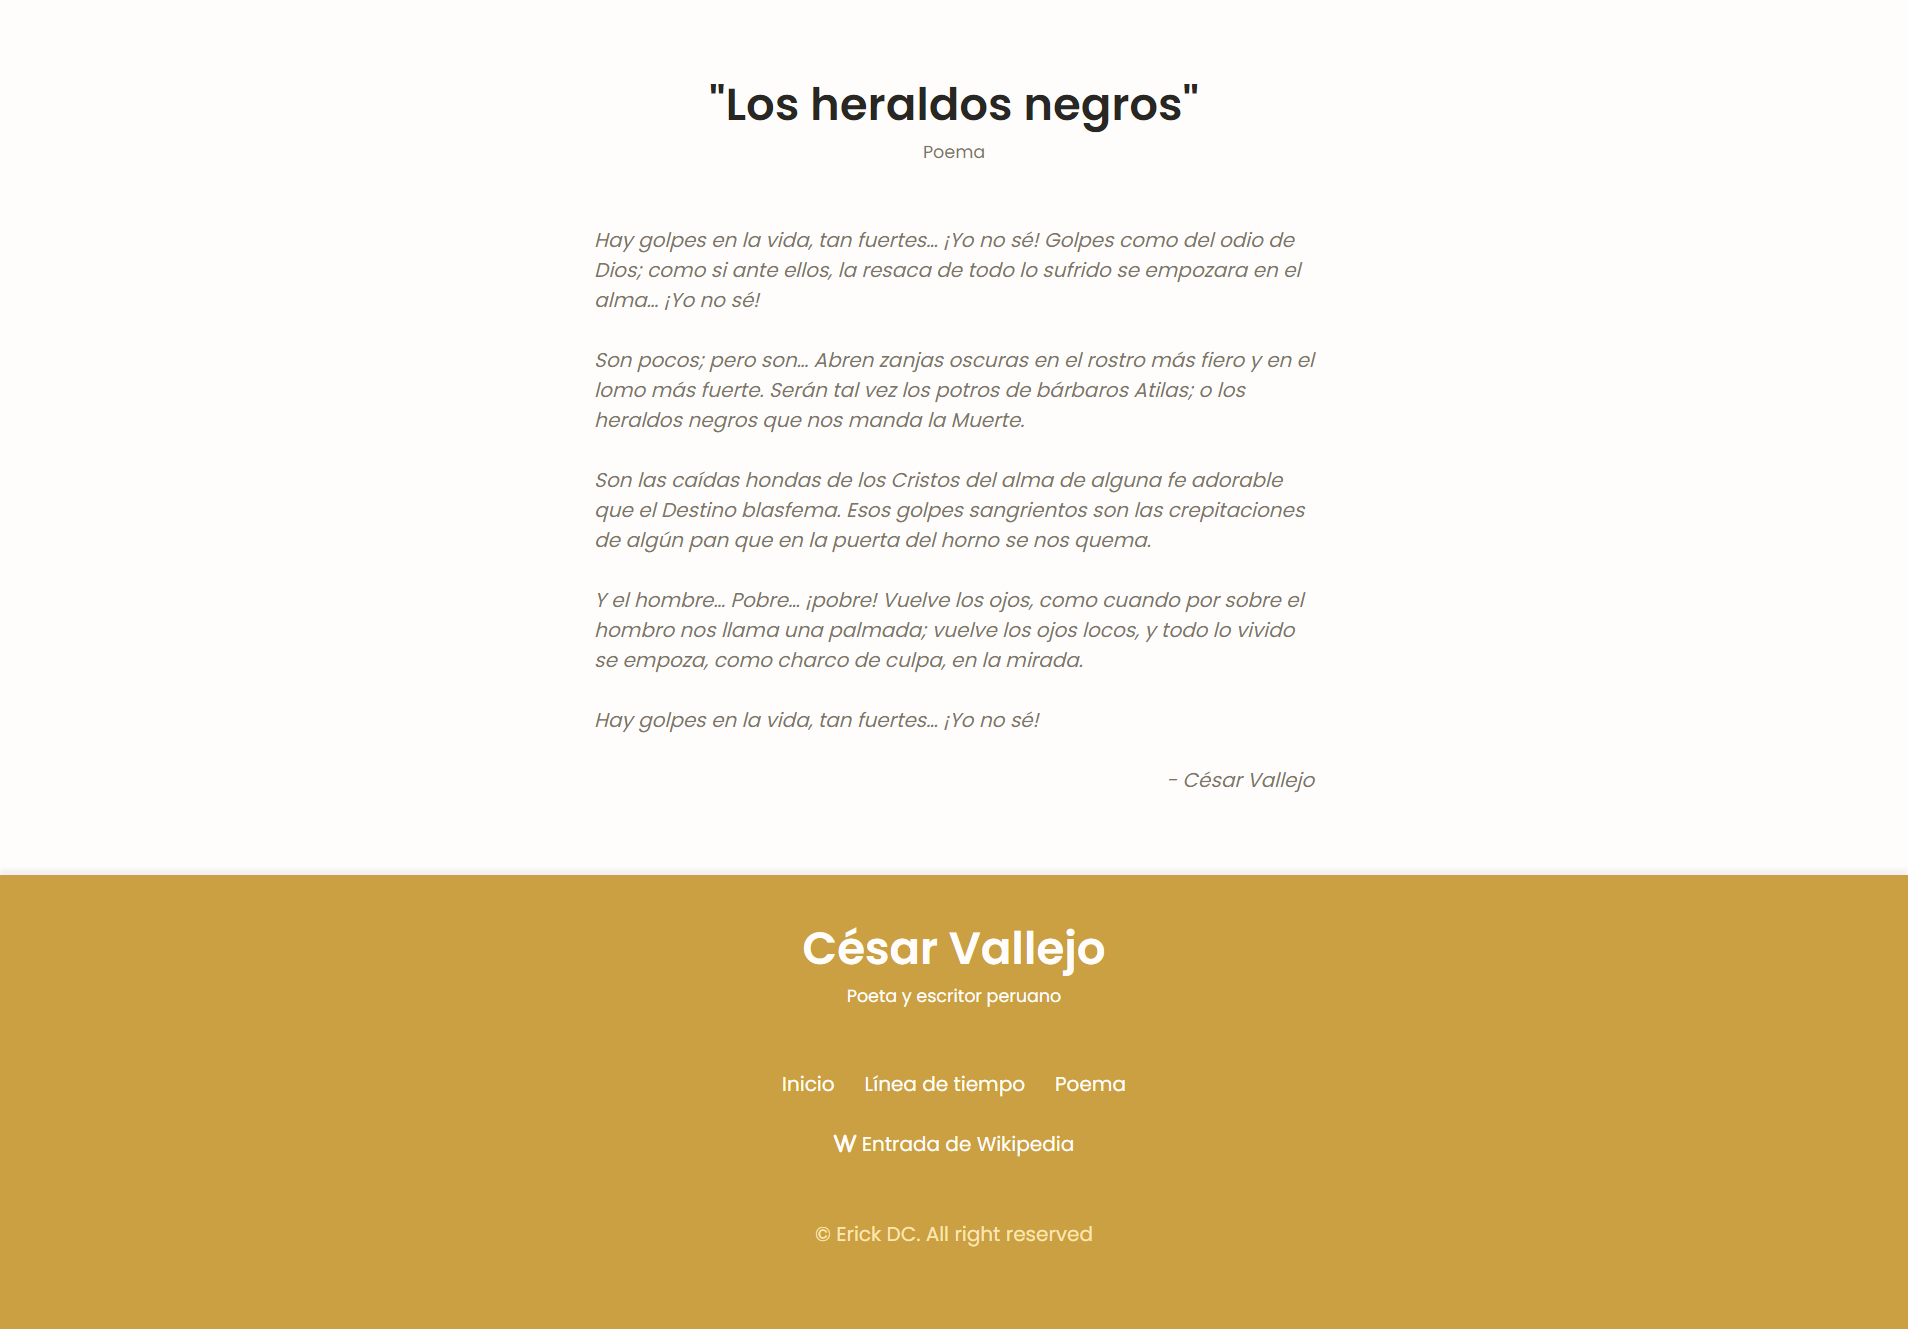 "Los heraldos negros"
Poema
Hay golpes en la vida, tan fuertes... ¡Yo no sé! Golpes como del odio de
Dios; como si ante ellos, la resaca de todo lo sufrido se empozara en el
alma... ¡Yo no sé!
Son pocos; pero son... Abren zanjas oscuras en el rostro más fiero y en el
lomo más fuerte. Serán tal vez los potros de bárbaros Atilas; o los
heraldos negros que nos manda la Muerte.
Son las caídas hondas de los Cristos del alma de alguna fe adorable
que el Destino blasfema. Esos golpes sangrientos son las crepitaciones
de algún pan que en la puerta del horno se nos quema.
Y el hombre... Pobre... ¡pobre! Vuelve los ojos, como cuando por sobre el
hombro nos llama una palmada; vuelve los ojos locos, y todo lo vivido
se empoza, como charco de culpa, en la mirada.
Hay golpes en la vida, tan fuertes... ¡Yo no sé!
- César Vallejo
César Vallejo
Poeta y escritor peruano
Inicio Línea de tiempo Poema
W Entrada de Wikipedia
© Erick DC. All right reserved